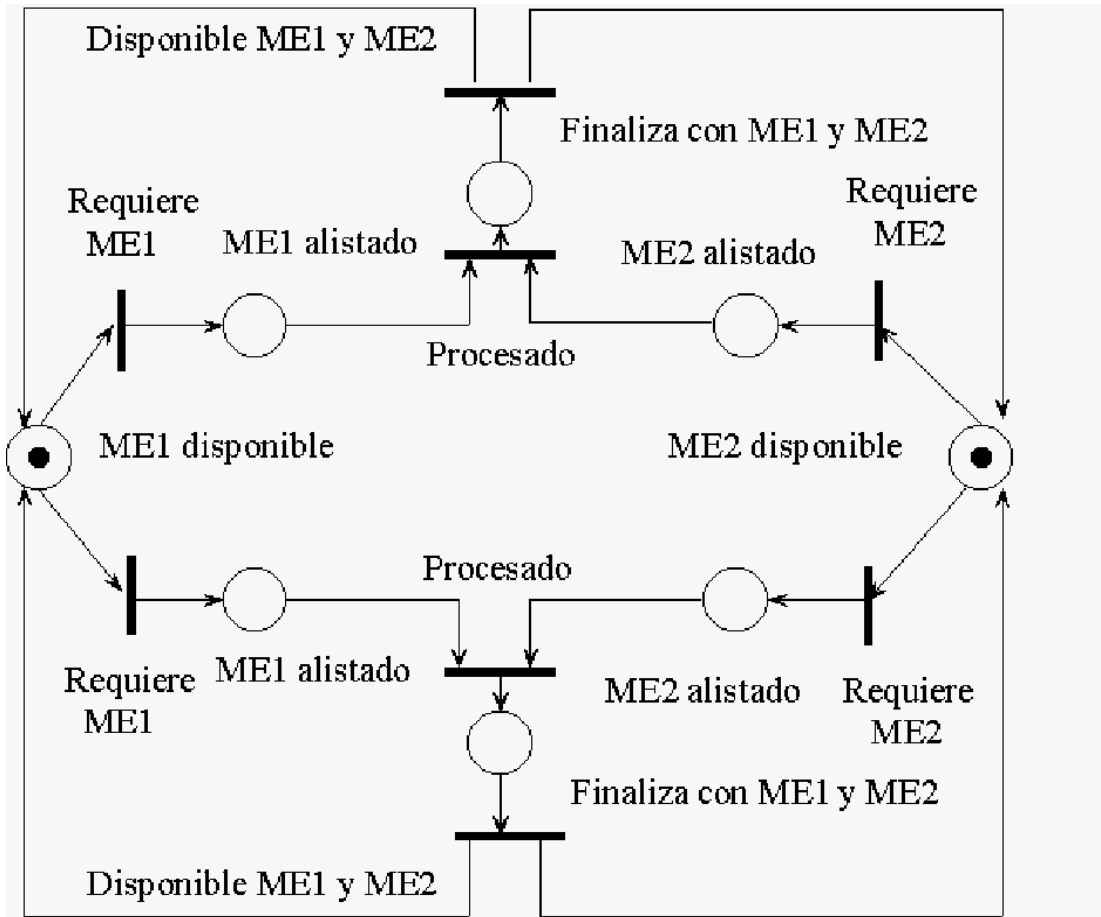 Disponible ME1 y ME2
Finaliza con ME1 y ME2
Requiere
ME1
ME1 alistado
ME2 alistado
Requiere
ME2
Procesado
ME1 disponible
ME2 disponible
Procesado
Requiere
ME1
ME1 alistado
ME2 alistado
Requiere
ME2
Finaliza con ME1 y ME2
Disponible ME1 y ME2